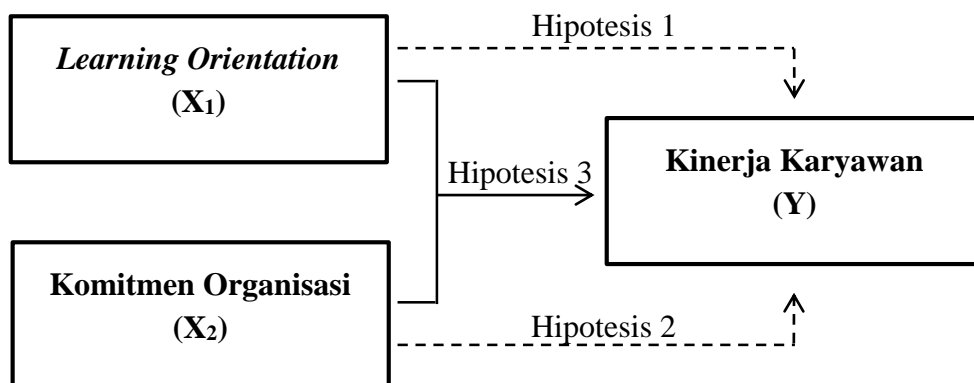 Hipotesis 1
Learning Orientation
(X₁)
Kinerja Karyawan
(Y)
Hipotesis 3
Komitmen Organisasi
(X₂)
Hipotesis 2